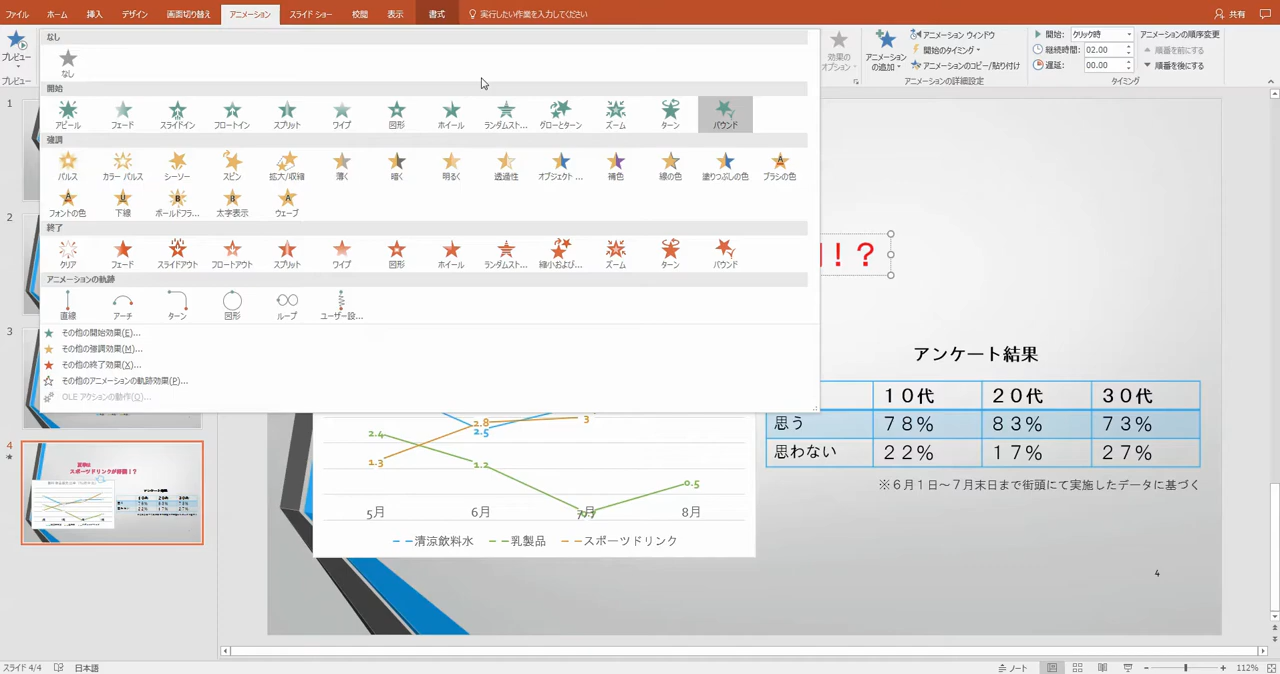 ファイル ホーム 挿入 デザイン 画面切り替え アニメーション スライド ショー 校閲 表示 書式 実行したい作業を入力してください 共有
プレビュー
プレビュー
なし
なし
開始
アピール フェード スライドイン フロートイン スプリット ワイプ 図形 ホイール ランダムスト... グローとターン ズーム ターン バウンド
強調
パルス カラー パルス シーソー スピン 拡大/収縮 薄く 暗く 明るく 透過性 オブジェクト ... 補色 線の色 塗りつぶしの色 ブラシの色
フォントの色 下線 ボールドフラ... 太字表示 ウェーブ
終了
クリア フェード スライドアウト フロートアウト スプリット ワイプ 図形 ホイール ランダムスト... 縮小および... ズーム ターン バウンド
アニメーションの軌跡
直線 アーチ ターン 図形 ループ ユーザー設...
その他の開始効果(E)...
その他の強調効果(M)...
その他の終了効果(X)...
その他のアニメーションの軌跡効果(P)...
OLE アクションの動作(O)...
効果の
オプション
アニメーション
の追加
アニメーション ウィンドウ
開始のタイミング
アニメーションのコピー/貼り付け
アニメーションの詳細設定
開始: クリック時
継続時間: 02.00
遅延: 00.00
アニメーションの順序変更
順番を前にする
順番を後にする
タイミング
1
2
3
4
スポーツドリンクが好調!？
アンケート結果
！？
アンケート結果
１０代 ２０代 ３０代
思う ７８％ ８３％ ７３％
思わない ２２％ １７％ ２７％
※６月１日～７月末日まで街頭にて実施したデータに基づく
2.4 2.8 3
2.5
1.3 1.2 0.5
5月 6月 7月 8月
清涼飲料水 乳製品 スポーツドリンク
4
スライド 4/4 日本語 ノート 112%